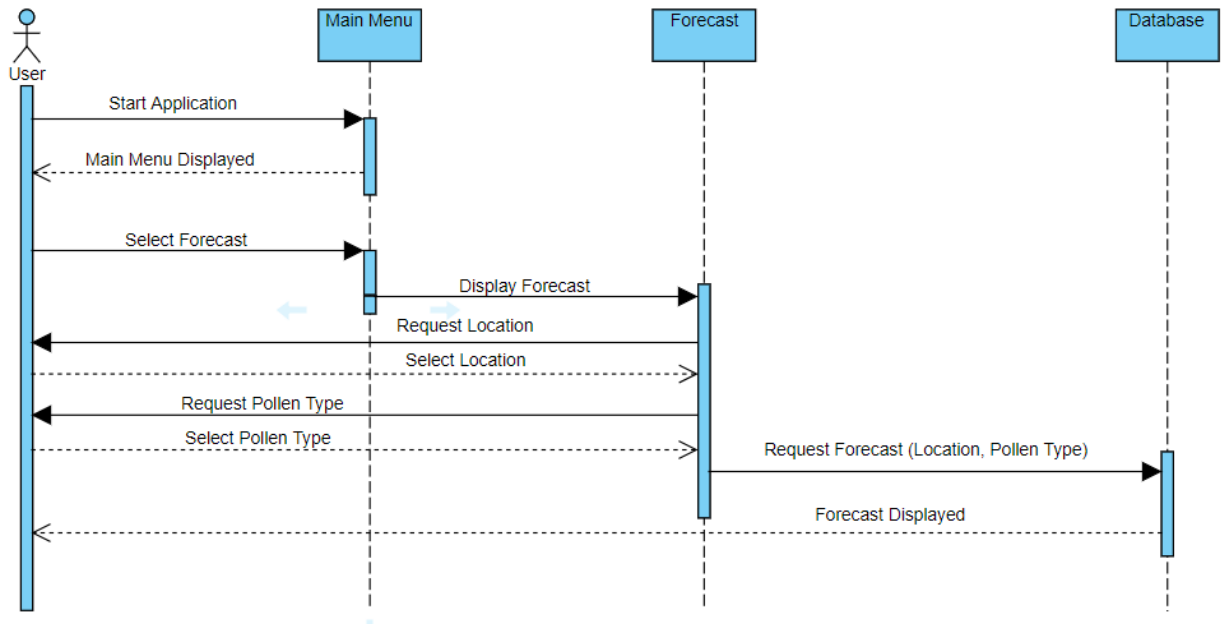 Main Menu
Forecast
Database
User
Start Application
Main Menu Displayed
Select Forecast
Display Forecast
Request Location
Select Location
Request Pollen Type
Select Pollen Type
Request Forecast (Location, Pollen Type)
Forecast Displayed